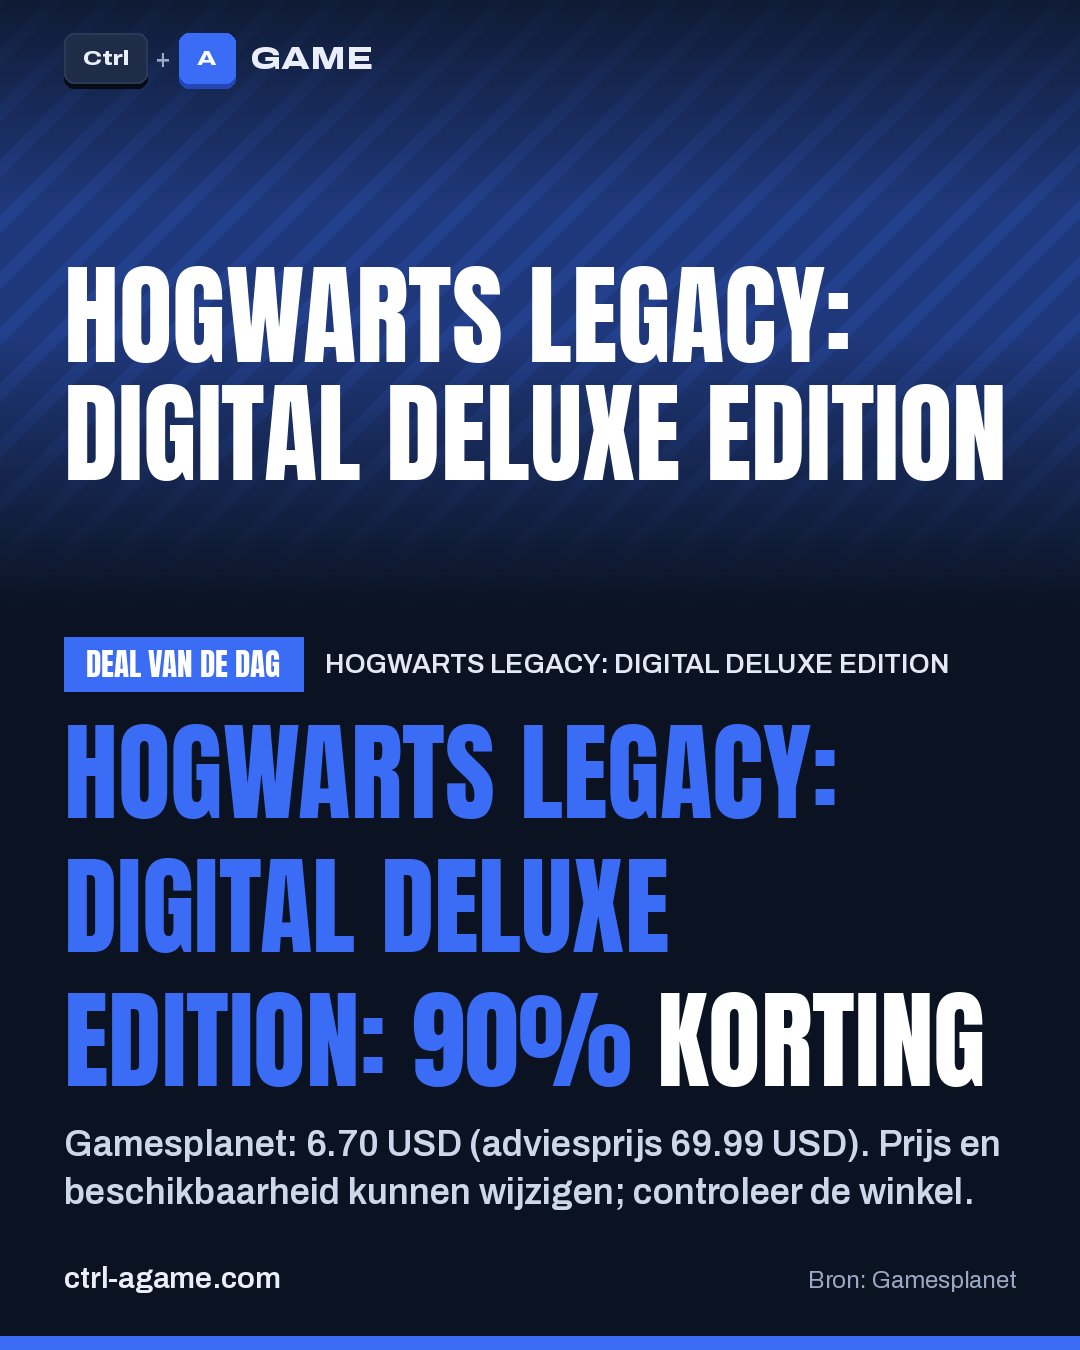 Ctrl + A GAME
HOGWARTS LEGACY:
DIGITAL DELUXE EDITION
DEAL VAN DE DAG HOGWARTS LEGACY: DIGITAL DELUXE EDITION
HOGWARTS LEGACY:
DIGITAL DELUXE
EDITION: 90% KORTING
Gamesplanet: 6.70 USD (adviesprijs 69.99 USD). Prijs en
beschikbaarheid kunnen wijzigen; controleer de winkel.
ctrl-agame.com Bron: Gamesplanet